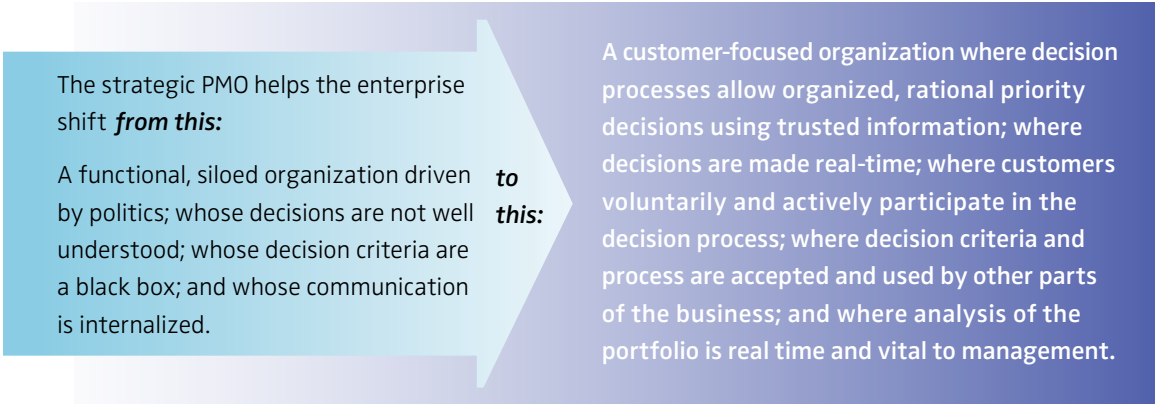 The strategic PMO helps the enterprise
shift from this:
A functional, siloed organization driven
by politics; whose decisions are not well
understood; whose decision criteria are
a black box; and whose communication
is internalized.
to
this:
A customer-focused organization where decision
processes allow organized, rational priority
decisions using trusted information; where
decisions are made real-time; where customers
voluntarily and actively participate in the
decision process; where decision criteria and
process are accepted and used by other parts
of the business; and where analysis of the
portfolio is real time and vital to management.